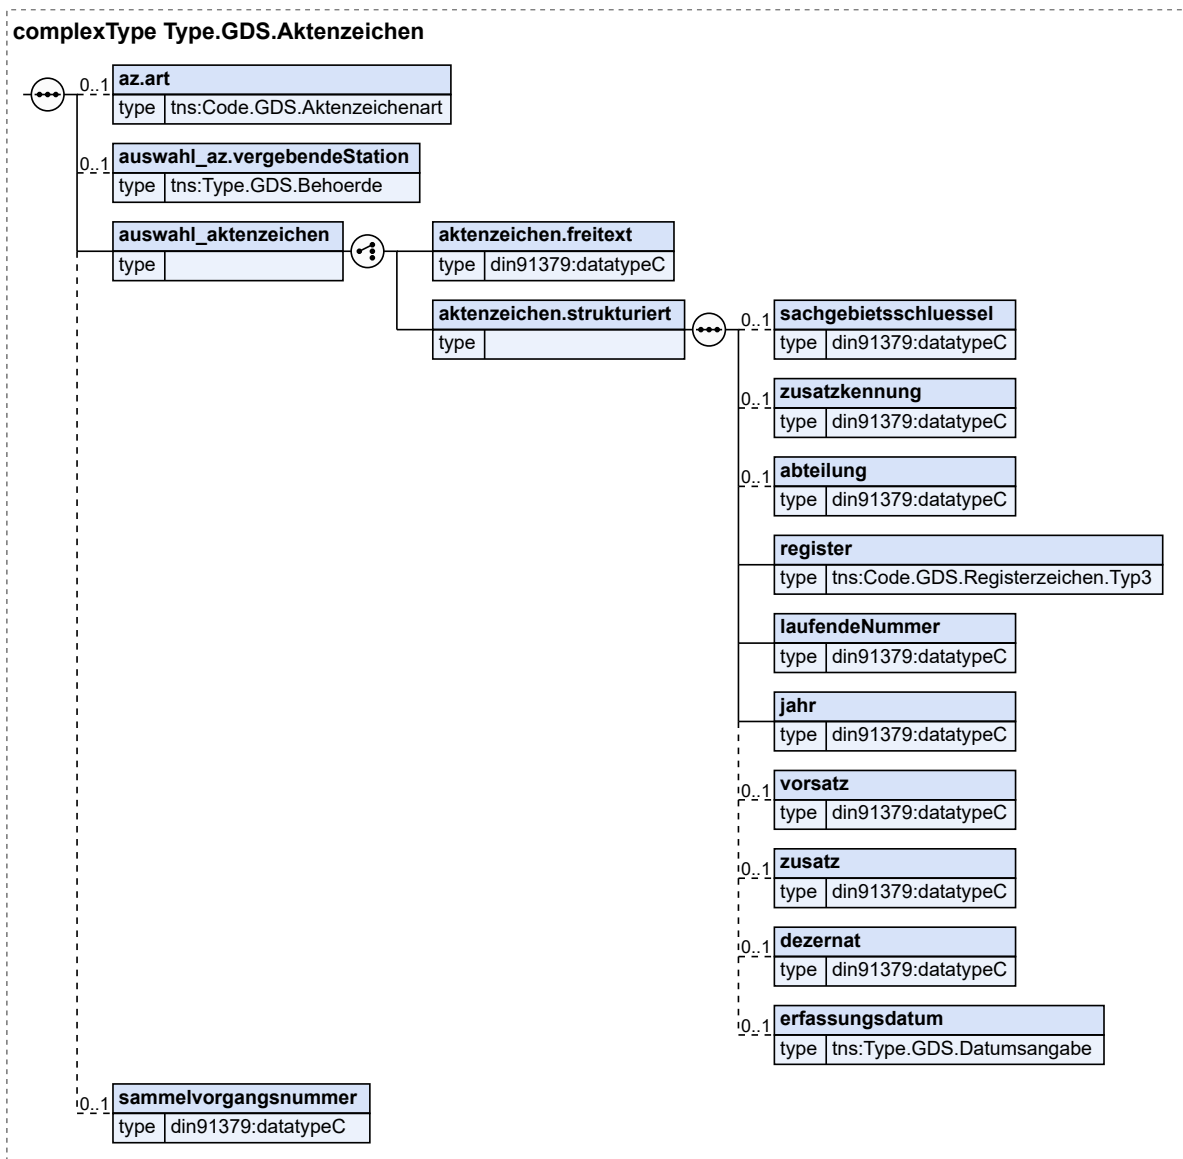 complexType Type.GDS.Aktenzeichen
0..1 az.art
type tns:Code.GDS.Aktenzeichenart
0..1 auswahl_az.vergebendeStation
type tns:Type.GDS.Behoerde
auswahl_aktenzeichen
type
aktenzeichen.freitext
type din91379:datatypeC
aktenzeichen.strukturiert
type
0..1 sachgebietsschluessel
type din91379:datatypeC
0..1 zusatzkennung
type din91379:datatypeC
0..1 abteilung
type din91379:datatypeC
register
type tns:Code.GDS.Registerzeichen.Typ3
laufendeNummer
type din91379:datatypeC
jahr
type din91379:datatypeC
0..1 vorsatz
type din91379:datatypeC
0..1 zusatz
type din91379:datatypeC
0..1 dezernat
type din91379:datatypeC
0..1 erfassungsdatum
type tns:Type.GDS.Datumsangabe
0..1 sammelvorgangsnummer
type din91379:datatypeC